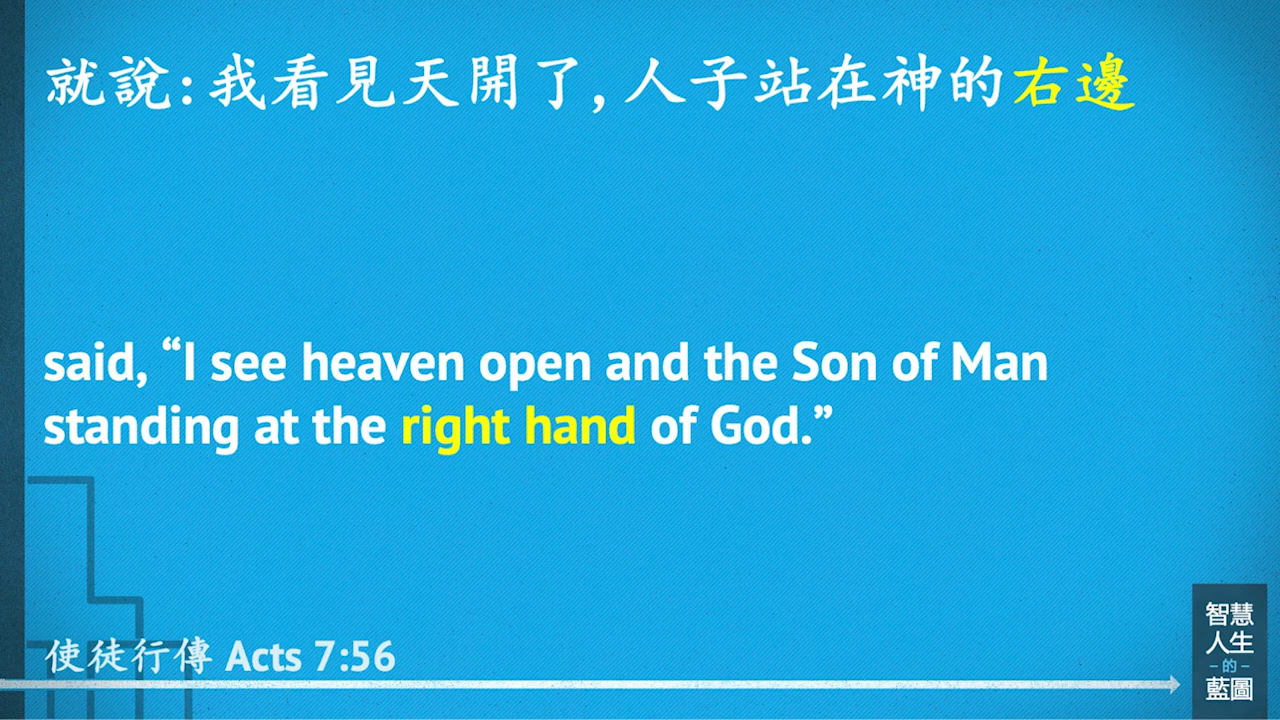 就說:我看見天開了,人子站在神的右邊
said, “I see heaven open and the Son of Man
standing at the right hand of God.”
使徒行傳 Acts 7:56
智慧
人生
–的–
藍圖